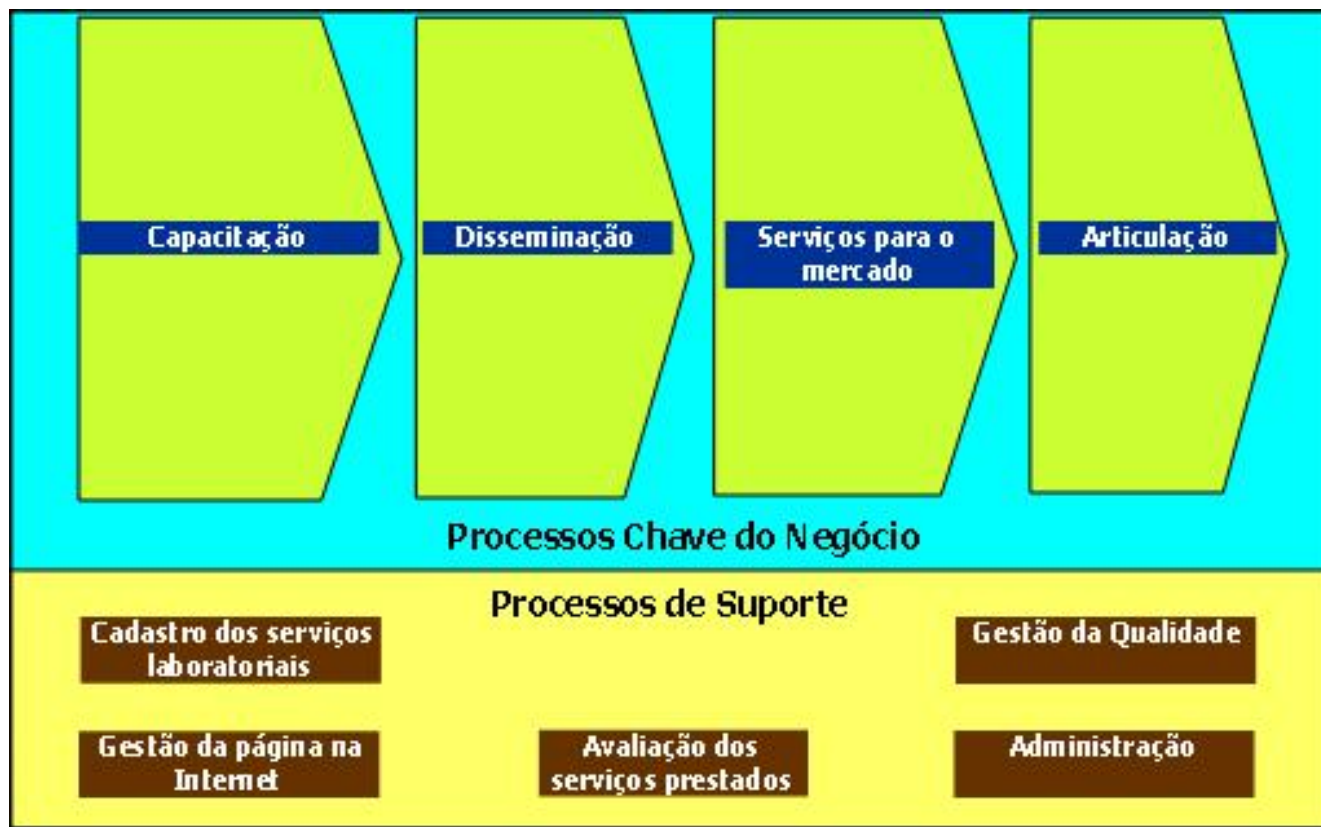 Capacitação
Disseminação
Serviços para o
mercado
Articulação
Processos Chave do Negócio
Processos de Suporte
Cadastro dos serviços
laboratoriais
Gestão da Qualidade
Gestão da página na
Internet
Avaliação dos
serviços prestados
Administração